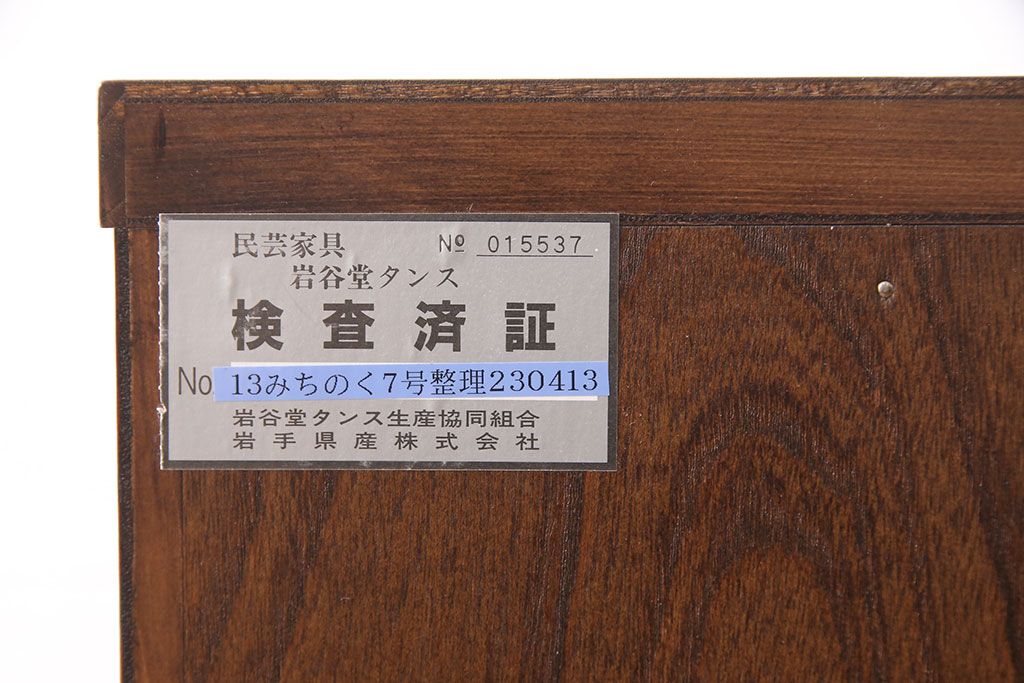 民芸家具 № 015537
岩谷堂タンス
検査済証
No. 13みちのく7号整理230413
岩谷堂タンス生産協同組合
岩手県産株式会社